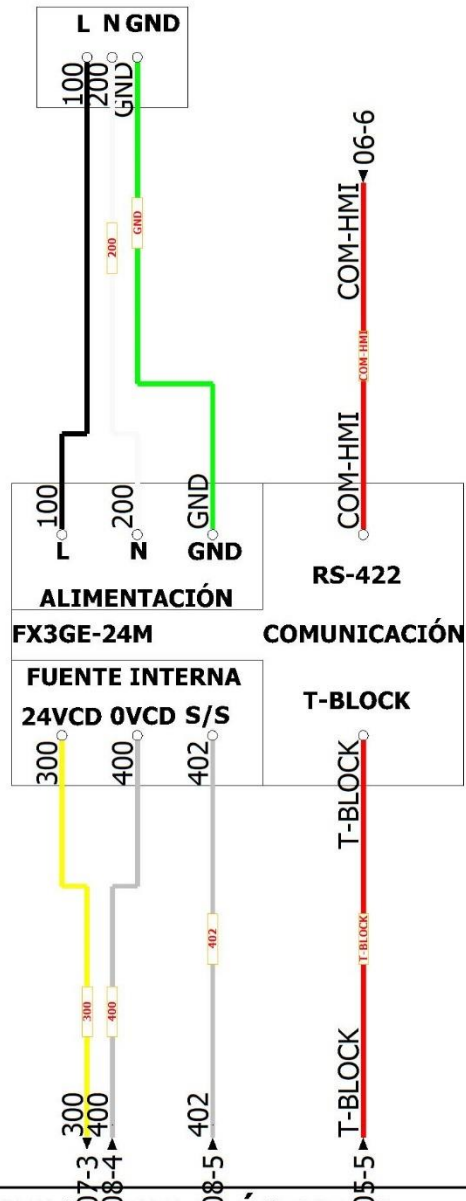 L N GND
100
200
GND
06-6
COM-HMI
GND
200
COM-HMI
COM-HMI
100
200
GND
L N GND
RS-422
ALIMENTACIÓN
FX3GE-24M COMUNICACIÓN
FUENTE INTERNA
T-BLOCK
24VCD 0VCD S/S
300
400
402
T-BLOCK
402
T-BLOCK
300
400
300
400
402
T-BLOCK
07-3
08-4
08-5
05-5